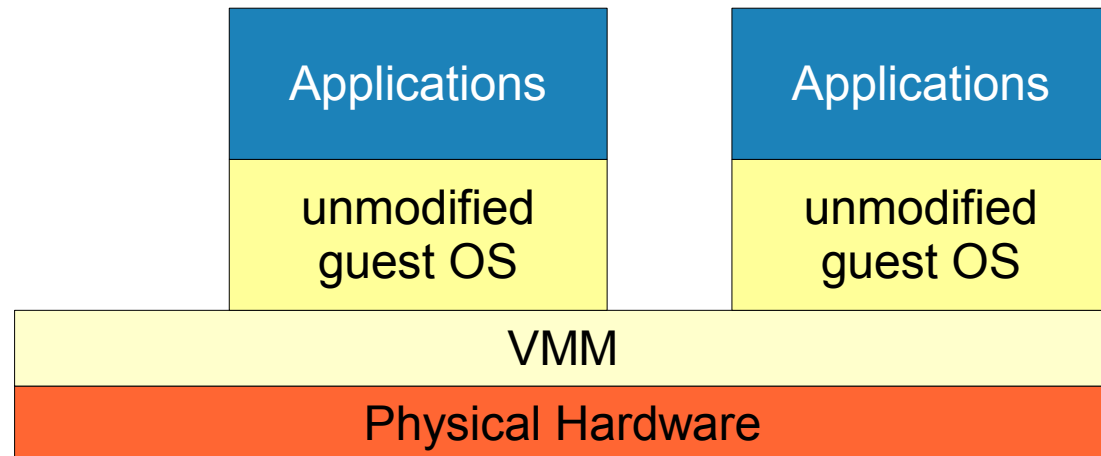 Applications
unmodified
guest OS
Applications
unmodified
guest OS
VMM
Physical Hardware